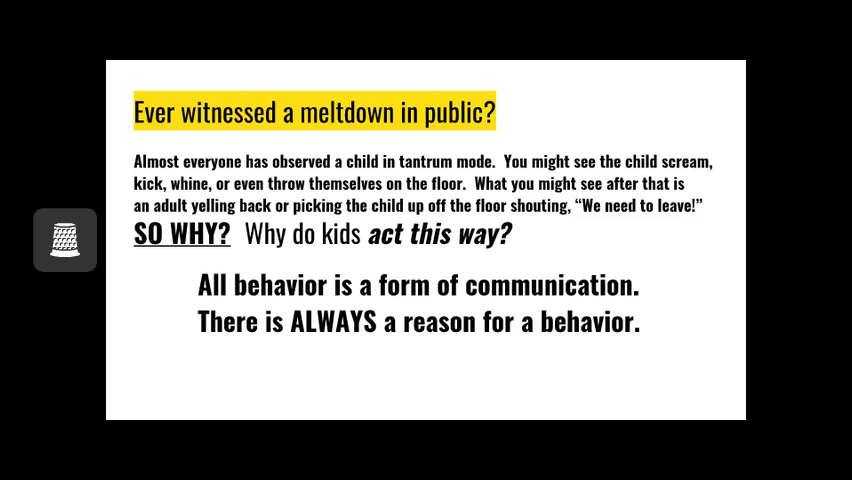 Ever witnessed a meltdown in public?
Almost everyone has observed a child in tantrum mode.  You might see the child scream,
kick, whine, or even throw themselves on the floor.  What you might see after that is
an adult yelling back or picking the child up off the floor shouting, “We need to leave!”
SO WHY?  Why do kids act this way?
All behavior is a form of communication.
There is ALWAYS a reason for a behavior.